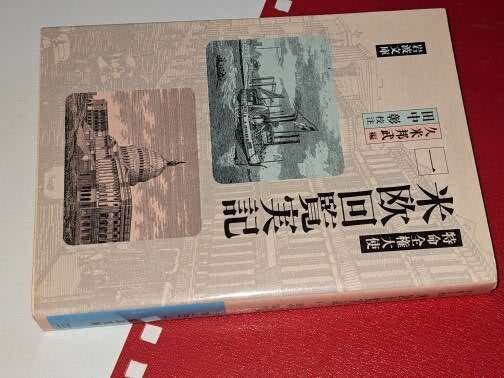 特命全権大使
米欧回覧実記
一
久米邦武 編
田中彰 校注
岩波文庫